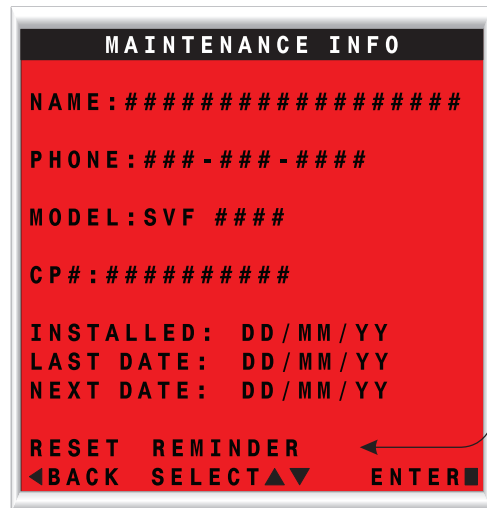 MAINTENANCE INFO
NAME:##################
PHONE:###-###-####
MODEL:SVF ####
CP#:##########
INSTALLED: DD/MM/YY
LAST DATE: DD/MM/YY
NEXT DATE: DD/MM/YY
RESET REMINDER
◀BACK SELECT▲▼ ENTER■